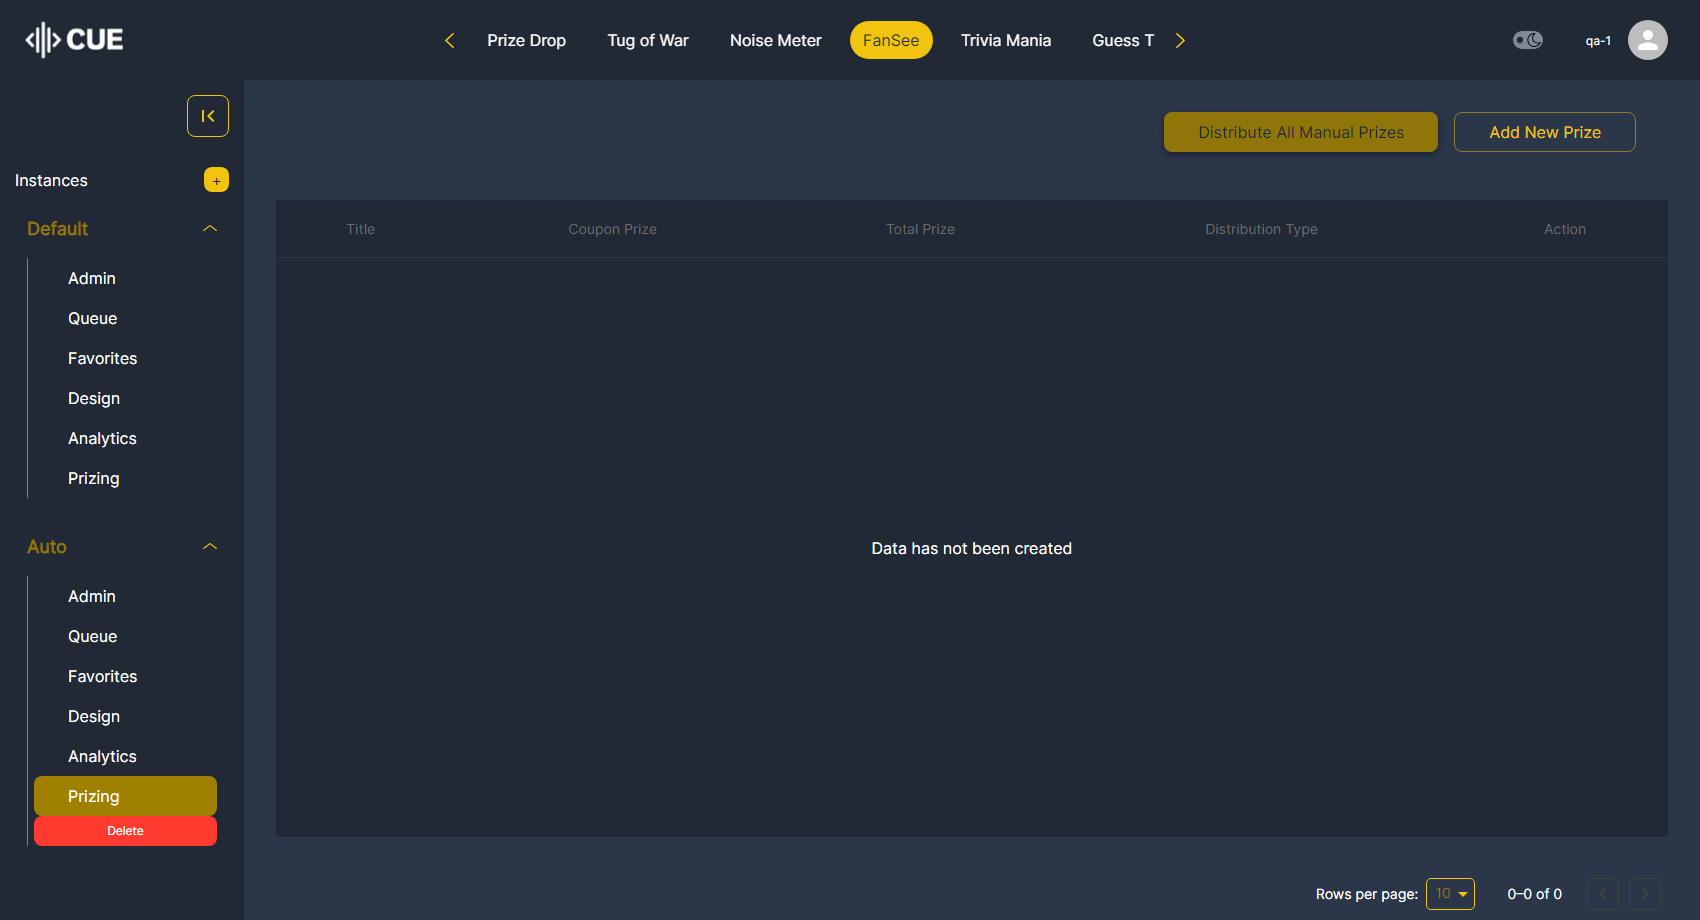 CUE
Prize Drop
Tug of War
Noise Meter
FanSee
Trivia Mania
Guess T
qa-1
Instances
+
Default
Admin
Queue
Favorites
Design
Analytics
Prizing
Auto
Admin
Queue
Favorites
Design
Analytics
Prizing
Delete
Distribute All Manual Prizes
Add New Prize
Title
Coupon Prize
Total Prize
Distribution Type
Action
Data has not been created
Rows per page:
10
0–0 of 0